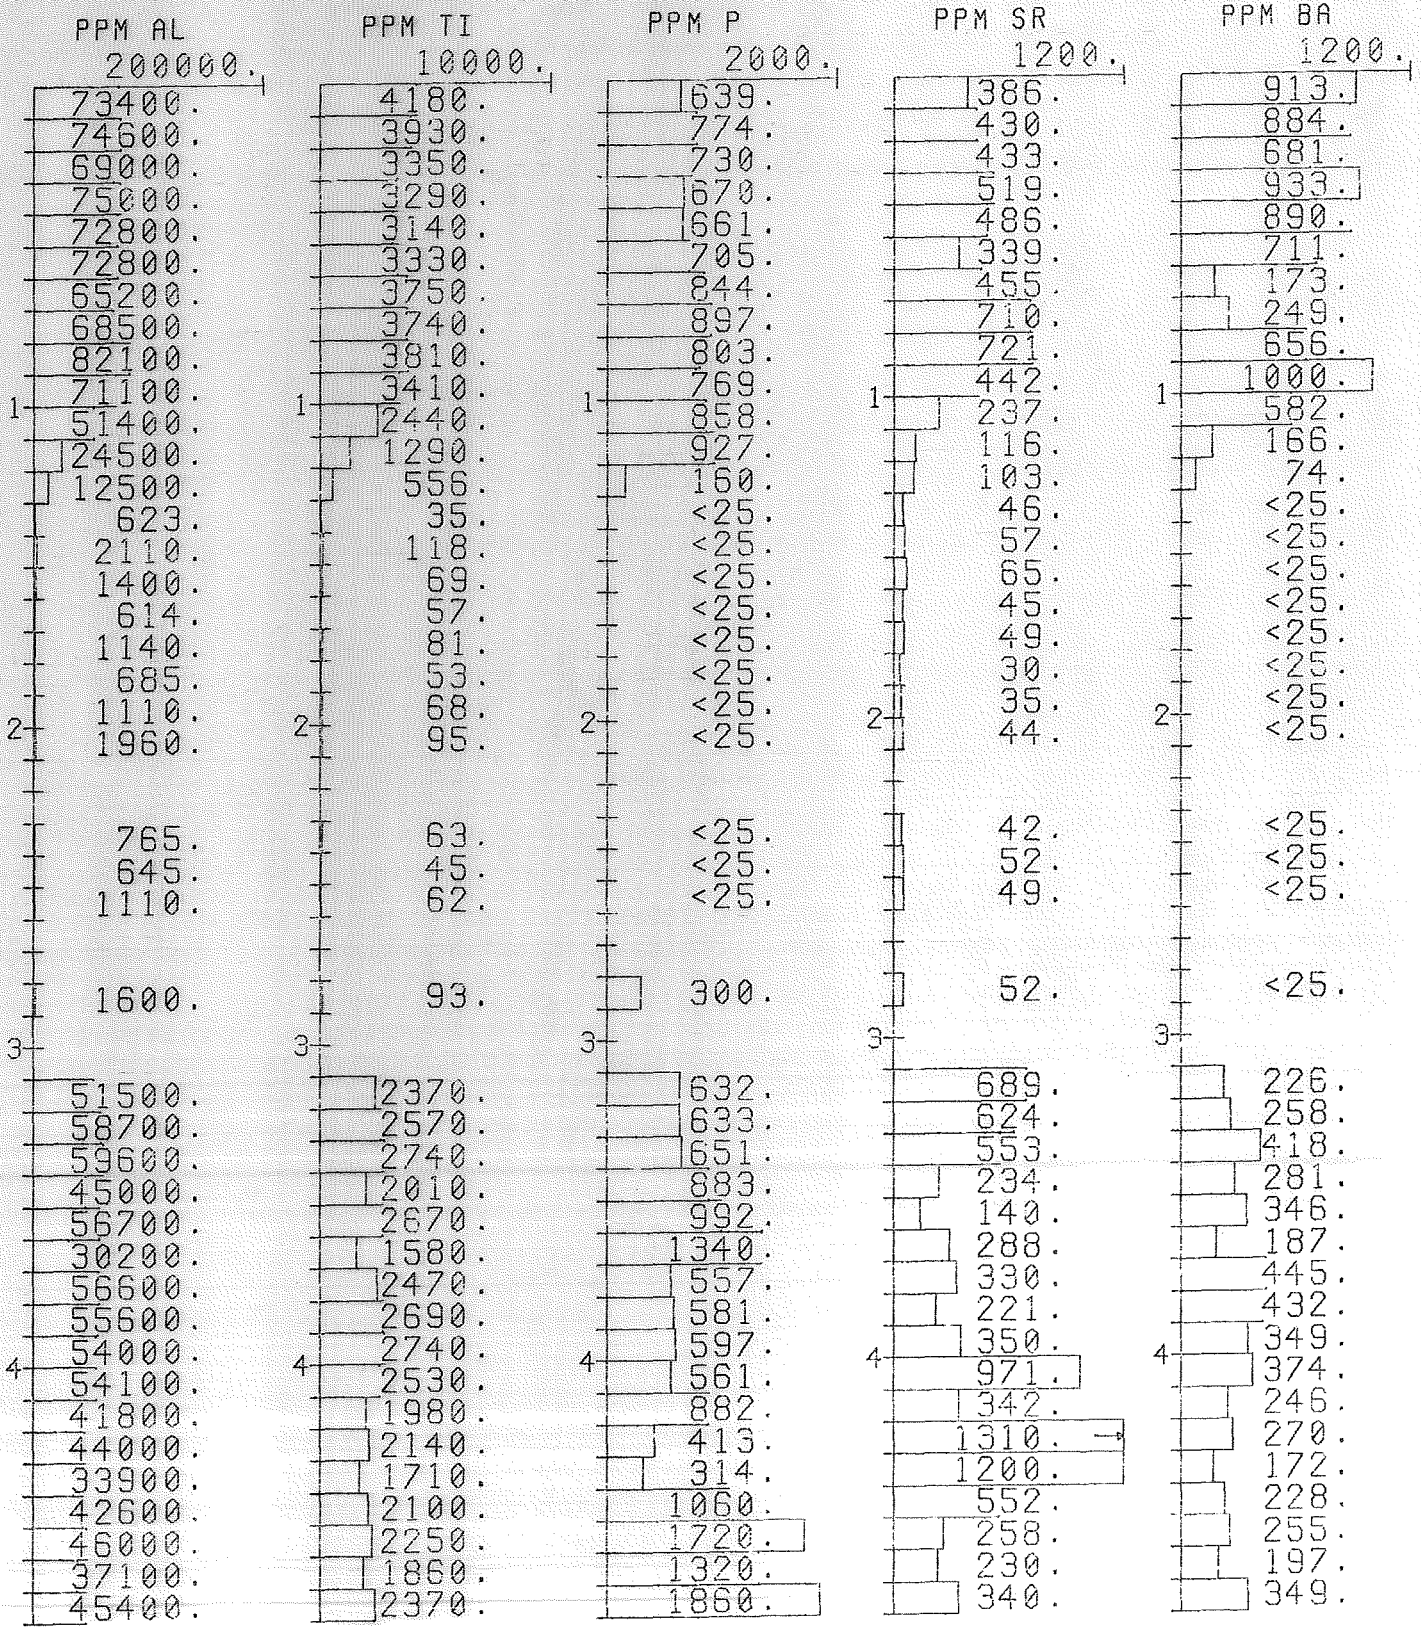 PPM AL PPM TI PPM P PPM SR PPM BA
200000. 10000. 2000. 1200. 1200.
73400. 4180. 639. 386. 913.
74600. 3930. 774. 430. 884.
69000. 3350. 730. 433. 681.
75000. 3290. 670. 519. 933.
72800. 3140. 661. 486. 890.
72800. 3330. 705. 339. 711.
65200. 3750. 844. 455. 173.
68500. 3740. 897. 710. 249.
82100. 3810. 803. 721. 656.
71100. 3410. 769. 442. 1000.
1 1 1 1 1
51400. 2440. 858. 237. 582.
24500. 1290. 927. 116. 166.
12500. 556. 160. 103. 74.
623. 35. <25. 46. <25.
2110. 118. <25. 57. <25.
1400. 69. <25. 65. <25.
614. 57. <25. 45. <25.
1140. 81. <25. 49. <25.
685. 53. <25. 30. <25.
1110. 68. <25. 35. <25.
2 2 2 2 2
1960. 95. <25. 44. <25.
765. 63. <25. 42. <25.
645. 45. <25. 52. <25.
1110. 62. <25. 49. <25.
1600. 93. 300. 52. <25.
3 3 3 3 3
51500. 2370. 632. 689. 226.
58700. 2570. 633. 624. 258.
59600. 2740. 651. 553. 418.
45000. 2010. 883. 234. 281.
56700. 2670. 992. 140. 346.
30200. 1580. 1340. 288. 187.
56600. 2470. 557. 330. 445.
55600. 2690. 581. 221. 432.
54000. 2740. 597. 350. 349.
4 4 4 4 4
54100. 2530. 561. 971. 374.
41800. 1980. 882. 342. 246.
44000. 2140. 413. 1310. 270.
33900. 1710. 314. 1200. 172.
42600. 2100. 1060. 552. 228.
46000. 2250. 1720. 258. 255.
37100. 1860. 1320. 230. 197.
45400. 2370. 1860. 340. 349.